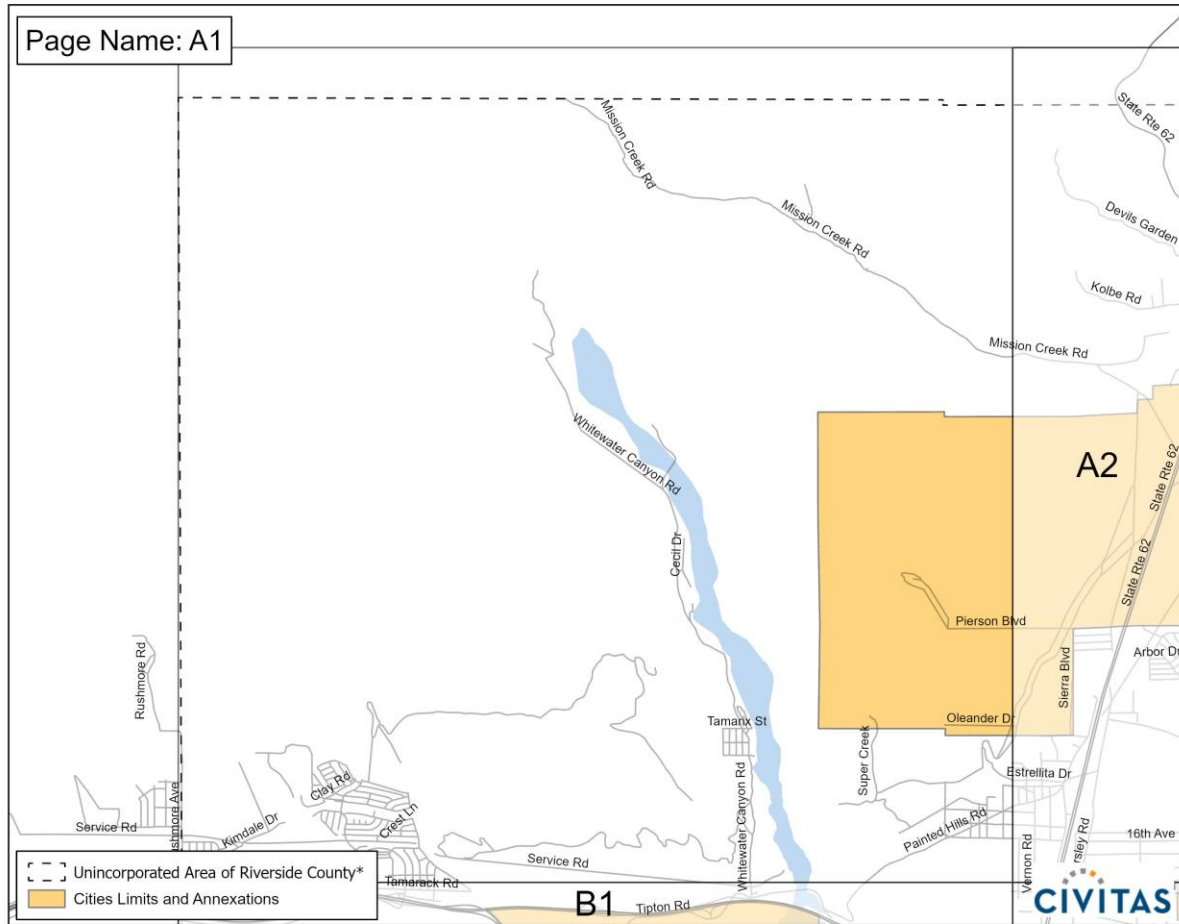 Page Name: A1
State Rte 62
Mission Creek Rd
Mission Creek Rd
Devils Garden
Kolbe Rd
Mission Creek Rd
Whitewater Canyon Rd
A2
State Rte 62
Cecil Dr
State Rte 62
Pierson Blvd
Rushmore Rd
Arbor Dr
Sierra Blvd
Tamarix St
Oleander Dr
Super Creek
Whitewater Canyon Rd
Estrellita Dr
Clay Rd
Crest Ln
Painted Hills Rd
Service Rd
Kimdale Dr
16th Ave
Service Rd
Vernon Rd
Tamarack Rd
Unincorporated Area of Riverside County*
Cities Limits and Annexations
B1
Tipton Rd
CIVITAS